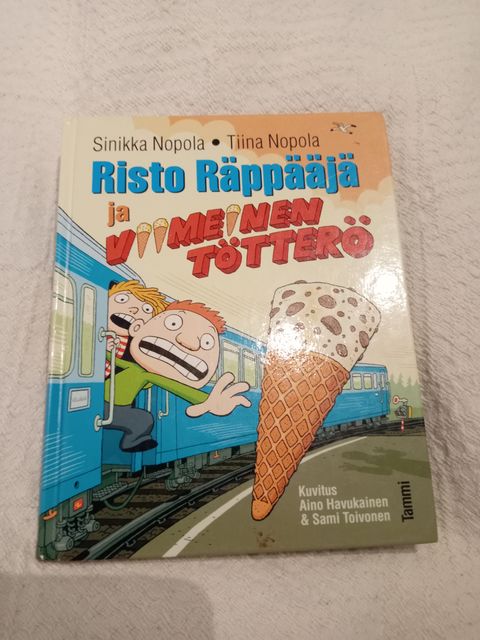 Sinikka Nopola • Tiina Nopola
Risto Räppääjä
ja
VIIMEINEN
TÖTTERÖ
Kuvitus
Aino Havukainen
& Sami Toivonen
Tammi